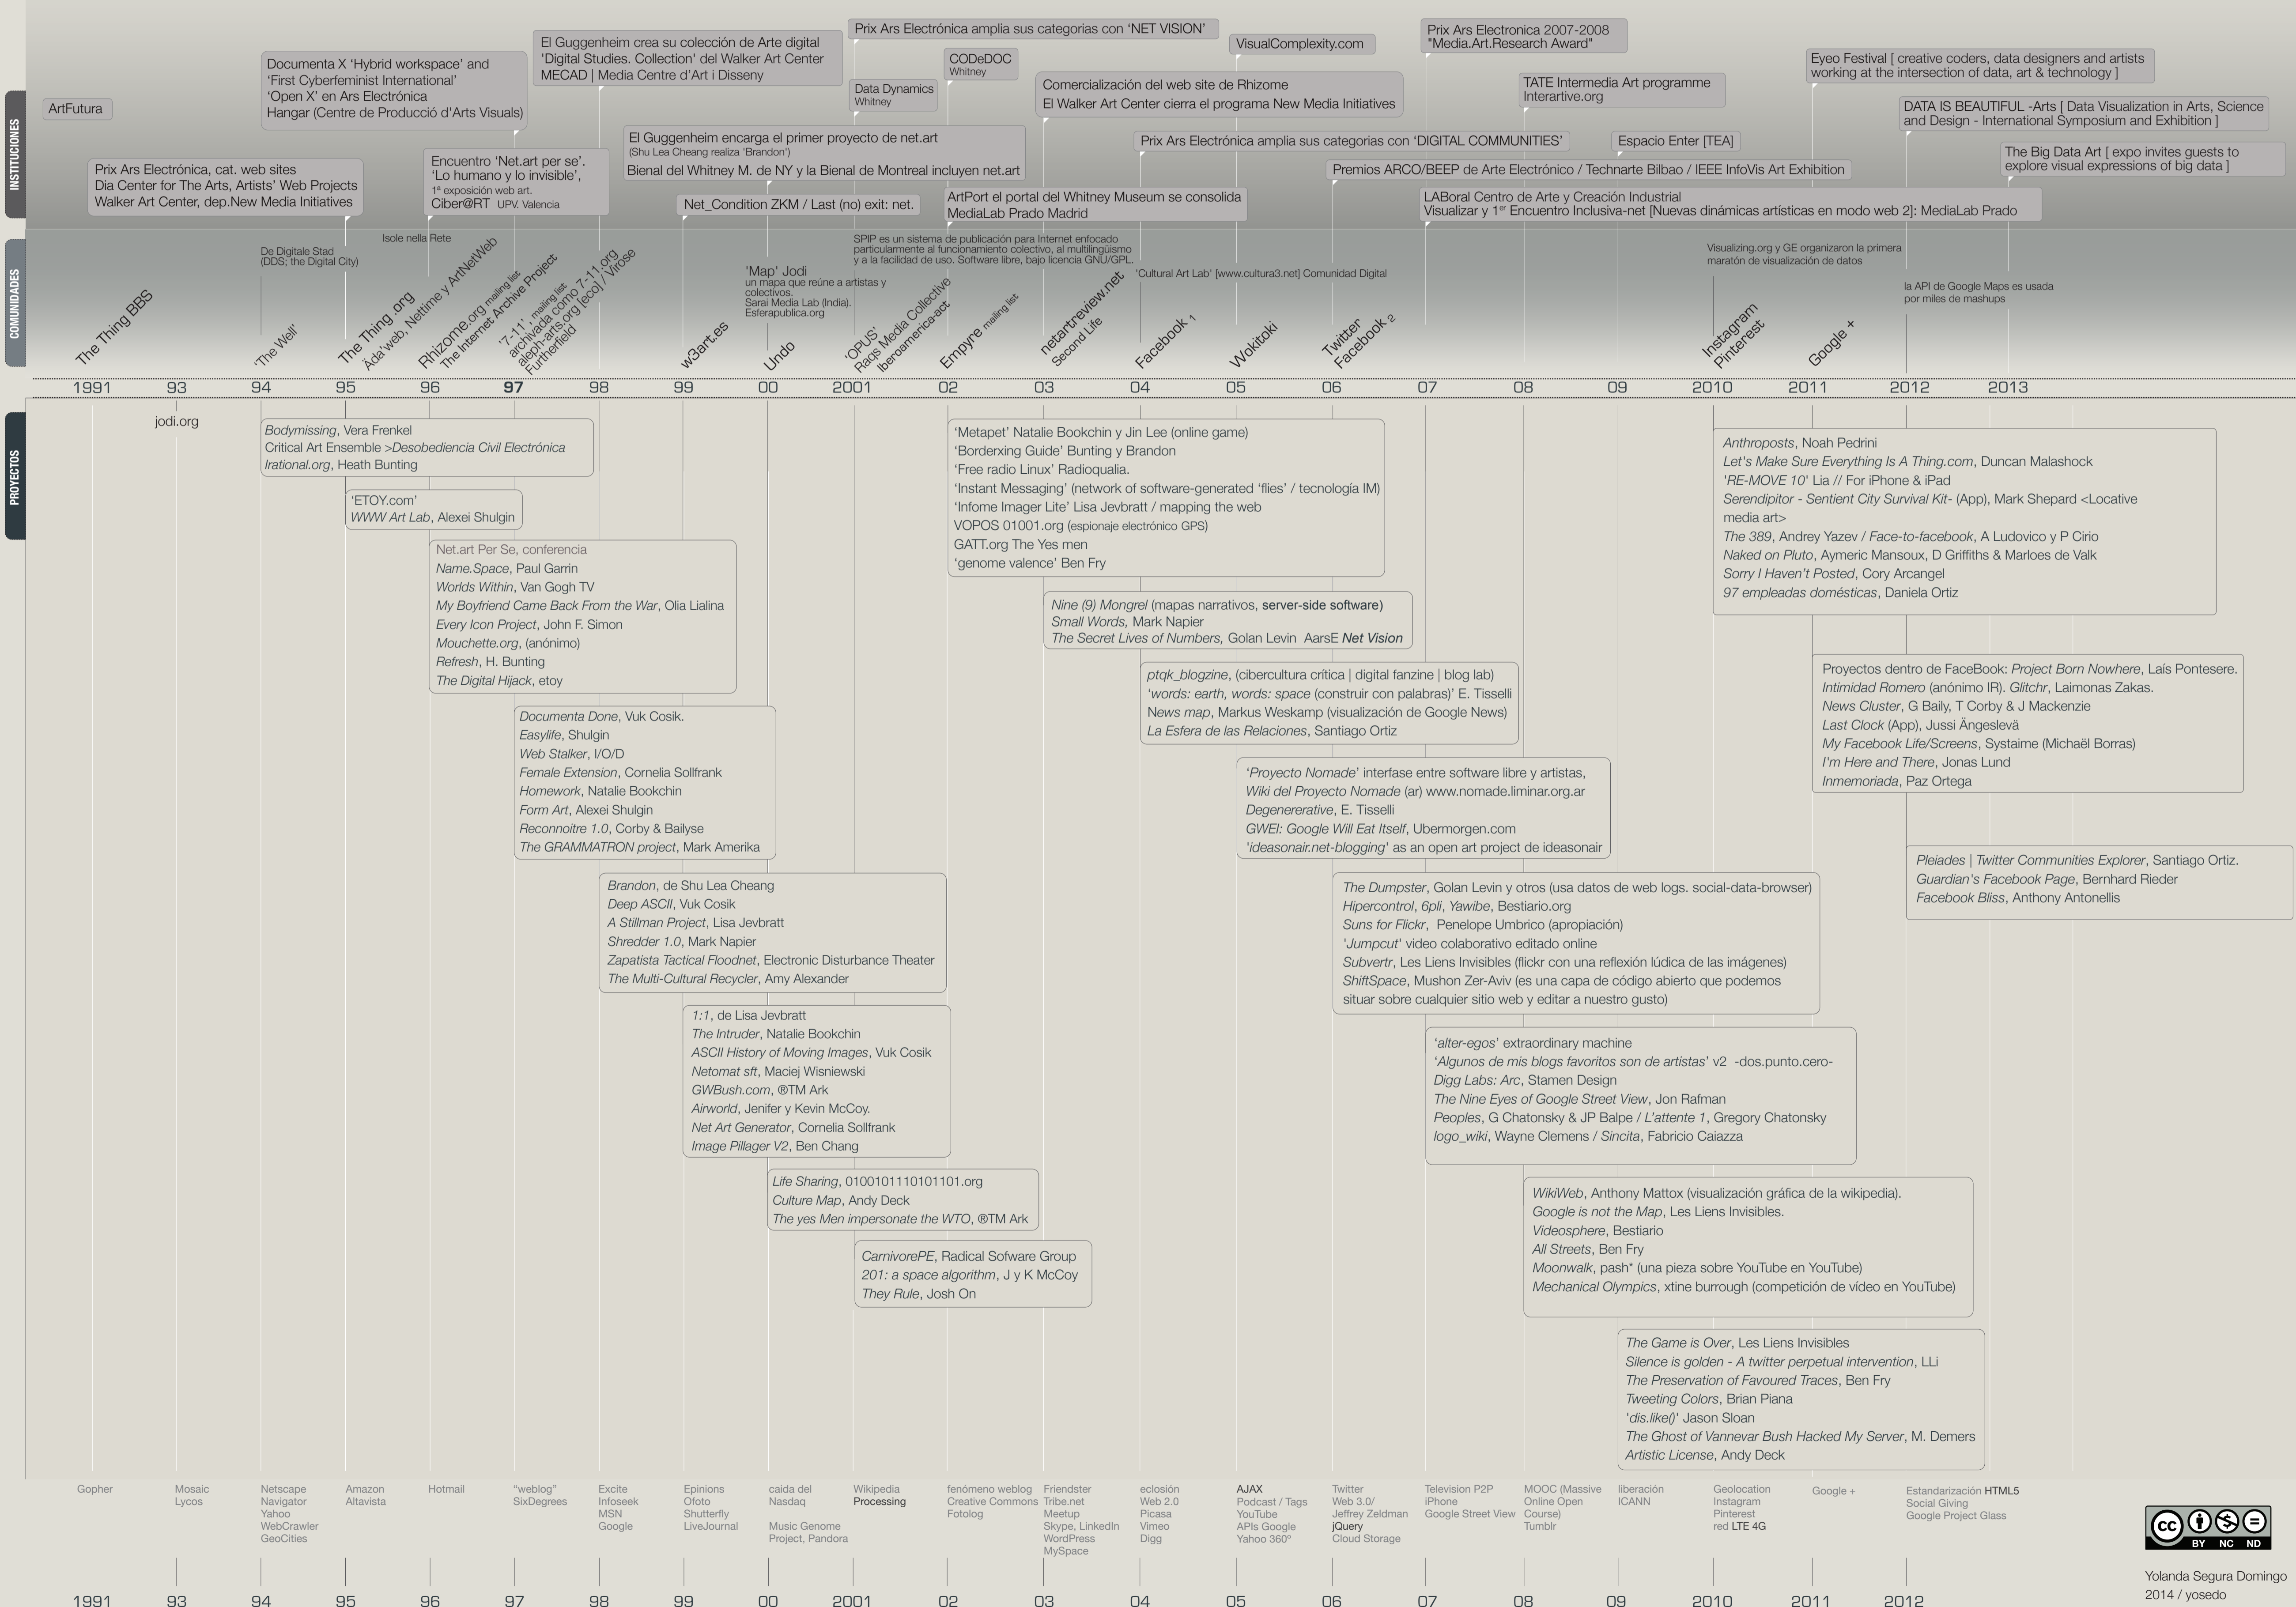 INSTITUCIONES
ArtFutura
Prix Ars Electrónica, cat. web sites
Dia Center for The Arts, Artists’ Web Projects
Walker Art Center, dep.New Media Initiatives
Documenta X ‘Hybrid workspace’ and
‘First Cyberfeminist International’
‘Open X’ en Ars Electrónica
Hangar (Centre de Producció d'Arts Visuals)
Encuentro ‘Net.art per se’.
‘Lo humano y lo invisible’,
1ª exposición web art.
Ciber@RT UPV. Valencia
El Guggenheim crea su colección de Arte digital
'Digital Studies. Collection' del Walker Art Center
MECAD | Media Centre d’Art i Disseny
El Guggenheim encarga el primer proyecto de net.art
(Shu Lea Cheang realiza 'Brandon')
Bienal del Whitney M. de NY y la Bienal de Montreal incluyen net.art
Net_Condition ZKM / Last (no) exit: net.
Prix Ars Electrónica amplia sus categorias con ‘NET VISION’
Data Dynamics
Whitney
CODeDOC
Whitney
ArtPort el portal del Whitney Museum se consolida
MediaLab Prado Madrid
Comercialización del web site de Rhizome
El Walker Art Center cierra el programa New Media Initiatives
Prix Ars Electrónica amplia sus categorias con ‘DIGITAL COMMUNITIES’
VisualComplexity.com
Premios ARCO/BEEP de Arte Electrónico / Technarte Bilbao / IEEE InfoVis Art Exhibition
Prix Ars Electronica 2007-2008
"Media.Art.Research Award"
LABoral Centro de Arte y Creación Industrial
Visualizar y 1er Encuentro Inclusiva-net [Nuevas dinámicas artísticas en modo web 2]: MediaLab Prado
TATE Intermedia Art programme
Interartive.org
Espacio Enter [TEA]
Eyeo Festival [ creative coders, data designers and artists
working at the intersection of data, art & technology ]
DATA IS BEAUTIFUL -Arts [ Data Visualization in Arts, Science
and Design - International Symposium and Exhibition ]
The Big Data Art [ expo invites guests to
explore visual expressions of big data ]
COMUNIDADES
The Thing BBS
De Digitale Stad
(DDS; the Digital City)
'The Well'
Isole nella Rete
The Thing .org
Äda'web, Nettime y ArtNetWeb
Rhizome.org mailing list
The Internet Archive Project
'7-11' , mailing list
archivada como 7-11.org
aleph-arts.org [eco] / Virose
Furtherfield
w3art.es
'Map' Jodi
un mapa que reúne a artistas y
colectivos.
Sarai Media Lab (India).
Esferapublica.org
Undo
SPIP es un sistema de publicación para Internet enfocado
particularmente al funcionamiento colectivo, al multilingüismo
y a la facilidad de uso. Software libre, bajo licencia GNU/GPL.
'OPUS'
Raqs Media Collective
Iberoamerica-act
Empyre mailing list
netartreview.net
Second Life
'Cultural Art Lab' [www.cultura3.net] Comunidad Digital
Facebook 1
Wokitoki
Twitter
Facebook 2
Visualizing.org y GE organizaron la primera
maratón de visualización de datos
Instagram
Pinterest
Google +
la API de Google Maps es usada
por miles de mashups
1991 93 94 95 96 97 98 99 00 2001 02 03 04 05 06 07 08 09 2010 2011 2012 2013
PROYECTOS
jodi.org
Bodymissing, Vera Frenkel
Critical Art Ensemble >Desobediencia Civil Electrónica
Irational.org, Heath Bunting
‘ETOY.com’
WWW Art Lab, Alexei Shulgin
Net.art Per Se, conferencia
Name.Space, Paul Garrin
Worlds Within, Van Gogh TV
My Boyfriend Came Back From the War, Olia Lialina
Every Icon Project, John F. Simon
Mouchette.org, (anónimo)
Refresh, H. Bunting
The Digital Hijack, etoy
Documenta Done, Vuk Cosik.
Easylife, Shulgin
Web Stalker, I/O/D
Female Extension, Cornelia Sollfrank
Homework, Natalie Bookchin
Form Art, Alexei Shulgin
Reconnoitre 1.0, Corby & Bailyse
The GRAMMATRON project, Mark Amerika
Brandon, de Shu Lea Cheang
Deep ASCII, Vuk Cosik
A Stillman Project, Lisa Jevbratt
Shredder 1.0, Mark Napier
Zapatista Tactical Floodnet, Electronic Disturbance Theater
The Multi-Cultural Recycler, Amy Alexander
1:1, de Lisa Jevbratt
The Intruder, Natalie Bookchin
ASCII History of Moving Images, Vuk Cosik
Netomat sft, Maciej Wisniewski
GWBush.com, ®TM Ark
Airworld, Jenifer y Kevin McCoy.
Net Art Generator, Cornelia Sollfrank
Image Pillager V2, Ben Chang
Life Sharing, 0100101110101101.org
Culture Map, Andy Deck
The yes Men impersonate the WTO, ®TM Ark
CarnivorePE, Radical Sofware Group
201: a space algorithm, J y K McCoy
They Rule, Josh On
‘Metapet’ Natalie Bookchin y Jin Lee (online game)
‘Borderxing Guide’ Bunting y Brandon
‘Free radio Linux’ Radioqualia.
‘Instant Messaging’ (network of software-generated ‘flies’ / tecnología IM)
‘Infome Imager Lite’ Lisa Jevbratt / mapping the web
VOPOS 01001.org (espionaje electrónico GPS)
GATT.org The Yes men
‘genome valence’ Ben Fry
Nine (9) Mongrel (mapas narrativos, server-side software)
Small Words, Mark Napier
The Secret Lives of Numbers, Golan Levin AarsE Net Vision
ptqk_blogzine, (cibercultura crítica | digital fanzine | blog lab)
‘words: earth, words: space (construir con palabras)’ E. Tisselli
News map, Markus Weskamp (visualización de Google News)
La Esfera de las Relaciones, Santiago Ortiz
‘Proyecto Nomade’ interfase entre software libre y artistas,
Wiki del Proyecto Nomade (ar) www.nomade.liminar.org.ar
Degenererative, E. Tisselli
GWEI: Google Will Eat Itself, Ubermorgen.com
'ideasonair.net-blogging' as an open art project de ideasonair
The Dumpster, Golan Levin y otros (usa datos de web logs. social-data-browser)
Hipercontrol, 6pli, Yawibe, Bestiario.org
Suns for Flickr, Penelope Umbrico (apropiación)
'Jumpcut' video colaborativo editado online
Subvertr, Les Liens Invisibles (flickr con una reflexión lúdica de las imágenes)
ShiftSpace, Mushon Zer-Aviv (es una capa de código abierto que podemos
situar sobre cualquier sitio web y editar a nuestro gusto)
‘alter-egos’ extraordinary machine
‘Algunos de mis blogs favoritos son de artistas’ v2 -dos.punto.cero-
Digg Labs: Arc, Stamen Design
The Nine Eyes of Google Street View, Jon Rafman
Peoples, G Chatonsky & JP Balpe / L'attente 1, Gregory Chatonsky
logo_wiki, Wayne Clemens / Sincita, Fabricio Caiazza
WikiWeb, Anthony Mattox (visualización gráfica de la wikipedia).
Google is not the Map, Les Liens Invisibles.
Videosphere, Bestiario
All Streets, Ben Fry
Moonwalk, pash* (una pieza sobre YouTube en YouTube)
Mechanical Olympics, xtine burrough (competición de vídeo en YouTube)
The Game is Over, Les Liens Invisibles
Silence is golden - A twitter perpetual intervention, LLi
The Preservation of Favoured Traces, Ben Fry
Tweeting Colors, Brian Piana
'dis.like()' Jason Sloan
The Ghost of Vannevar Bush Hacked My Server, M. Demers
Artistic License, Andy Deck
Anthroposts, Noah Pedrini
Let's Make Sure Everything Is A Thing.com, Duncan Malashock
'RE-MOVE 10' Lia // For iPhone & iPad
Serendipitor - Sentient City Survival Kit- (App), Mark Shepard <Locative
media art>
The 389, Andrey Yazev / Face-to-facebook, A Ludovico y P Cirio
Naked on Pluto, Aymeric Mansoux, D Griffiths & Marloes de Valk
Sorry I Haven't Posted, Cory Arcangel
97 empleadas domésticas, Daniela Ortiz
Proyectos dentro de FaceBook: Project Born Nowhere, Laís Pontesere.
Intimidad Romero (anónimo IR). Glitchr, Laimonas Zakas.
News Cluster, G Baily, T Corby & J Mackenzie
Last Clock (App), Jussi Ängeslevä
My Facebook Life/Screens, Systaime (Michaël Borras)
I'm Here and There, Jonas Lund
Inmemoriada, Paz Ortega
Pleiades | Twitter Communities Explorer, Santiago Ortiz.
Guardian's Facebook Page, Bernhard Rieder
Facebook Bliss, Anthony Antonellis
Gopher
Mosaic
Lycos
Netscape
Navigator
Yahoo
WebCrawler
GeoCities
Amazon
Altavista
Hotmail
“weblog”
SixDegrees
Excite
Infoseek
MSN
Google
Epinions
Ofoto
Shutterfly
LiveJournal
caida del
Nasdaq
Music Genome
Project, Pandora
Wikipedia
Processing
fenómeno weblog
Creative Commons
Fotolog
Friendster
Tribe.net
Meetup
Skype, LinkedIn
WordPress
MySpace
eclosión
Web 2.0
Picasa
Vimeo
Digg
AJAX
Podcast / Tags
YouTube
APIs Google
Yahoo 360º
Twitter
Web 3.0/
Jeffrey Zeldman
jQuery
Cloud Storage
Television P2P
iPhone
Google Street View
MOOC (Massive
Online Open
Course)
Tumblr
liberación
ICANN
Geolocation
Instagram
Pinterest
red LTE 4G
Google +
Estandarización HTML5
Social Giving
Google Project Glass
1991 93 94 95 96 97 98 99 00 2001 02 03 04 05 06 07 08 09 2010 2011 2012
cc
BY NC ND
Yolanda Segura Domingo
2014 / yosedo